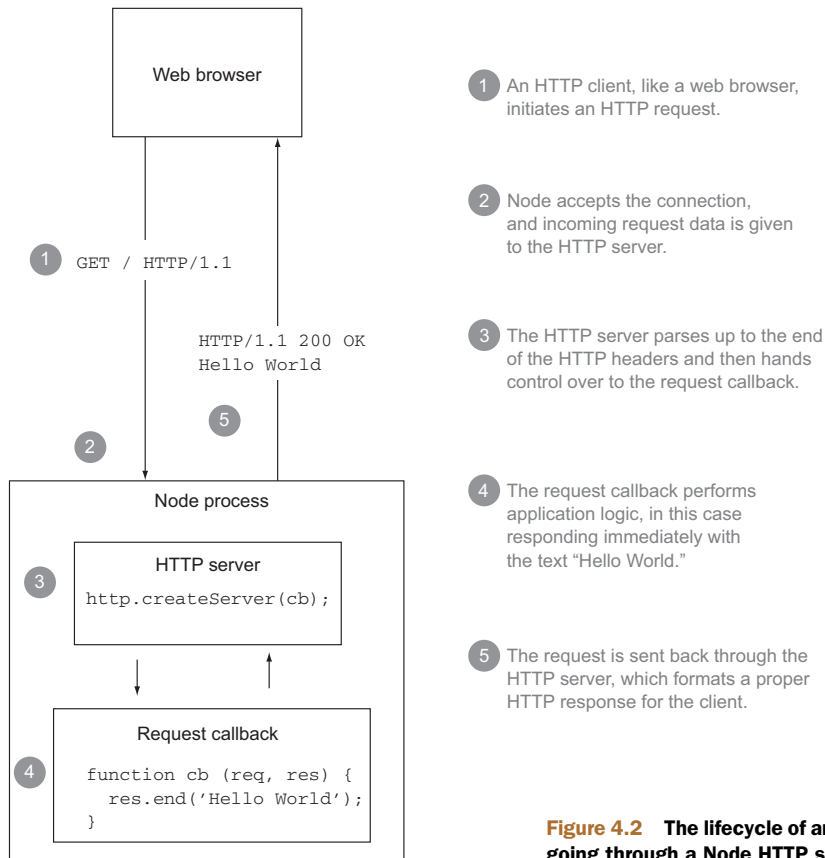 Web browser
1 GET / HTTP/1.1
HTTP/1.1 200 OK
Hello World
5
2
Node process
HTTP server
3
http.createServer(cb);
Request callback
4
function cb (req, res) {
res.end('Hello World');
}
1 An HTTP client, like a web browser,
initiates an HTTP request.
2 Node accepts the connection,
and incoming request data is given
to the HTTP server.
3 The HTTP server parses up to the end
of the HTTP headers and then hands
control over to the request callback.
4 The request callback performs
application logic, in this case
responding immediately with
the text “Hello World.”
5 The request is sent back through the
HTTP server, which formats a proper
HTTP response for the client.
Figure 4.2 The lifecycle of
going through a Node HTTP